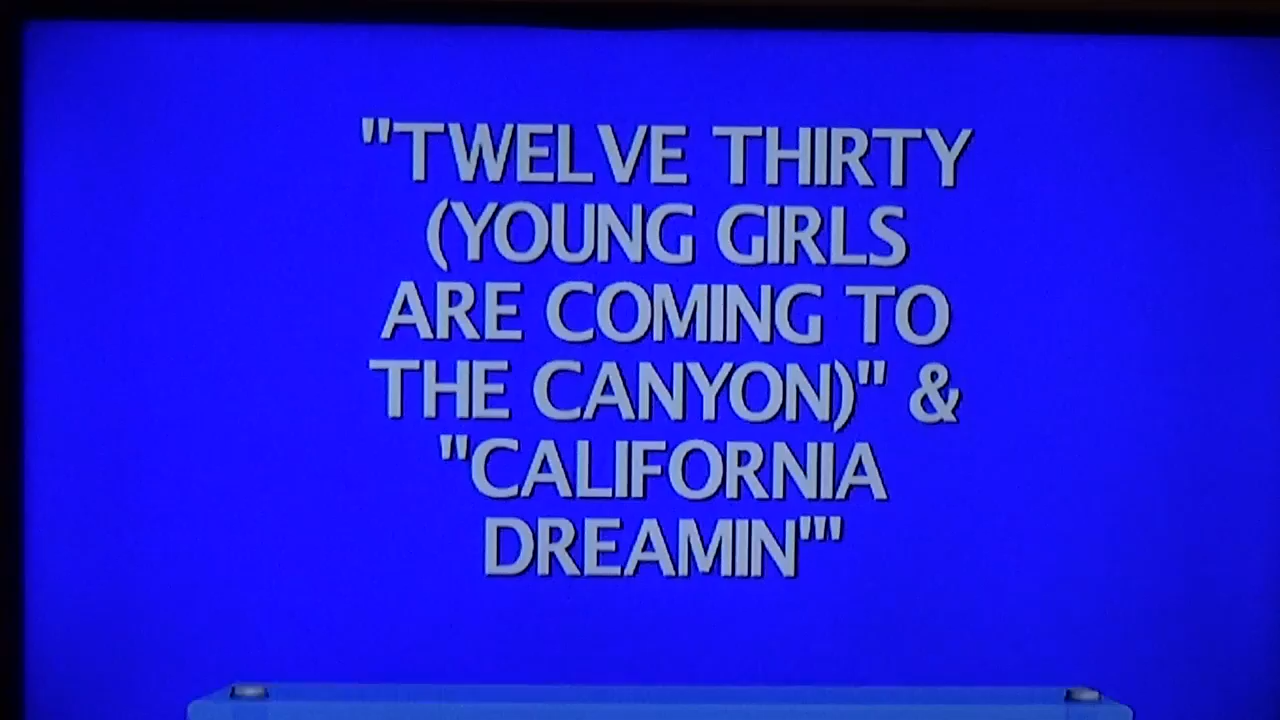 "TWELVE THIRTY
(YOUNG GIRLS
ARE COMING TO
THE CANYON)" &
"CALIFORNIA
DREAMIN'"